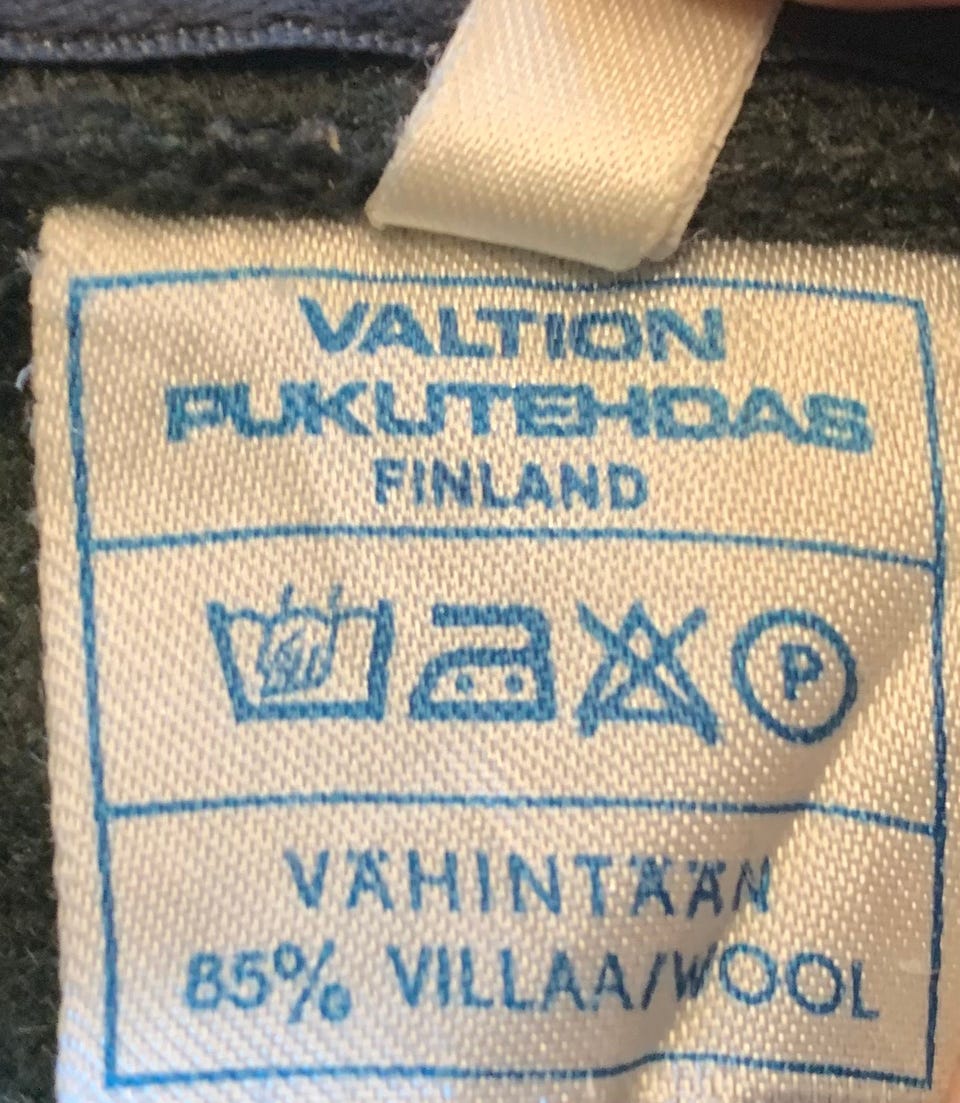 VALTION
PUKUTEHDAS
FINLAND
P
VÄHINTÄÄN
85% VILLAA/WOOL